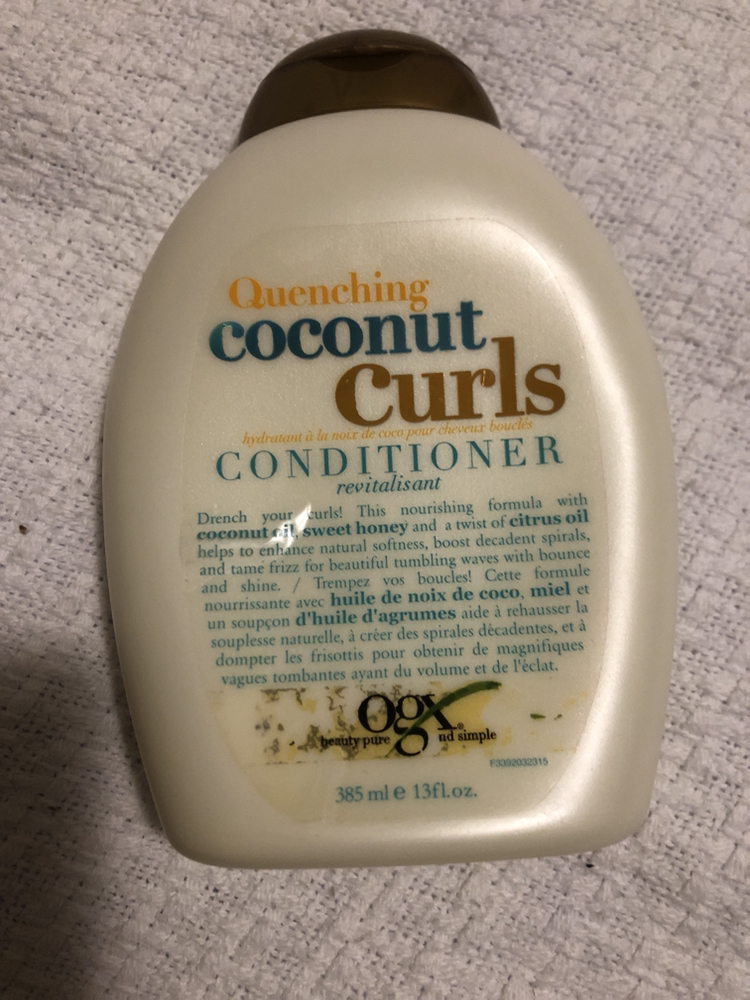 Quenching
coconut
curls
hydratant à la noix de coco pour cheveux bouclés
CONDITIONER
revitalisant
Drench your curls! This nourishing formula with
coconut oil, sweet honey and a twist of citrus oil
helps to enhance natural softness, boost decadent spirals,
and tame frizz for beautiful tumbling waves with bounce
and shine. / Trempez vos boucles! Cette formule
nourrissante avec huile de noix de coco, miel et
un soupçon d'huile d'agrumes aide à rehausser la
souplesse naturelle, à créer des spirales décadentes, et à
dompter les frisottis pour obtenir de magnifiques
vagues tombantes ayant du volume et de l'éclat.
ogx®
beauty pure nd simple
F3392032315
385 ml e 13fl.oz.